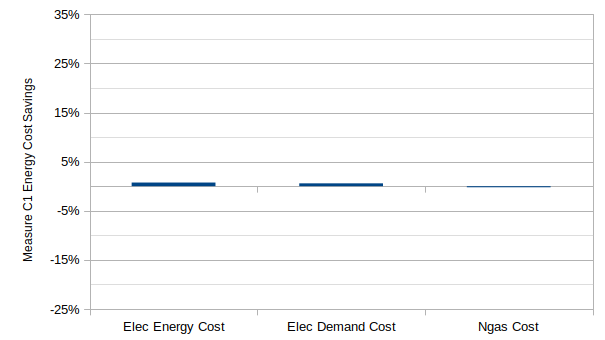 35%
25%
15%
5%
-5%
-15%
-25%
Measure C1 Energy Cost Savings
Elec Energy Cost
Elec Demand Cost
Ngas Cost